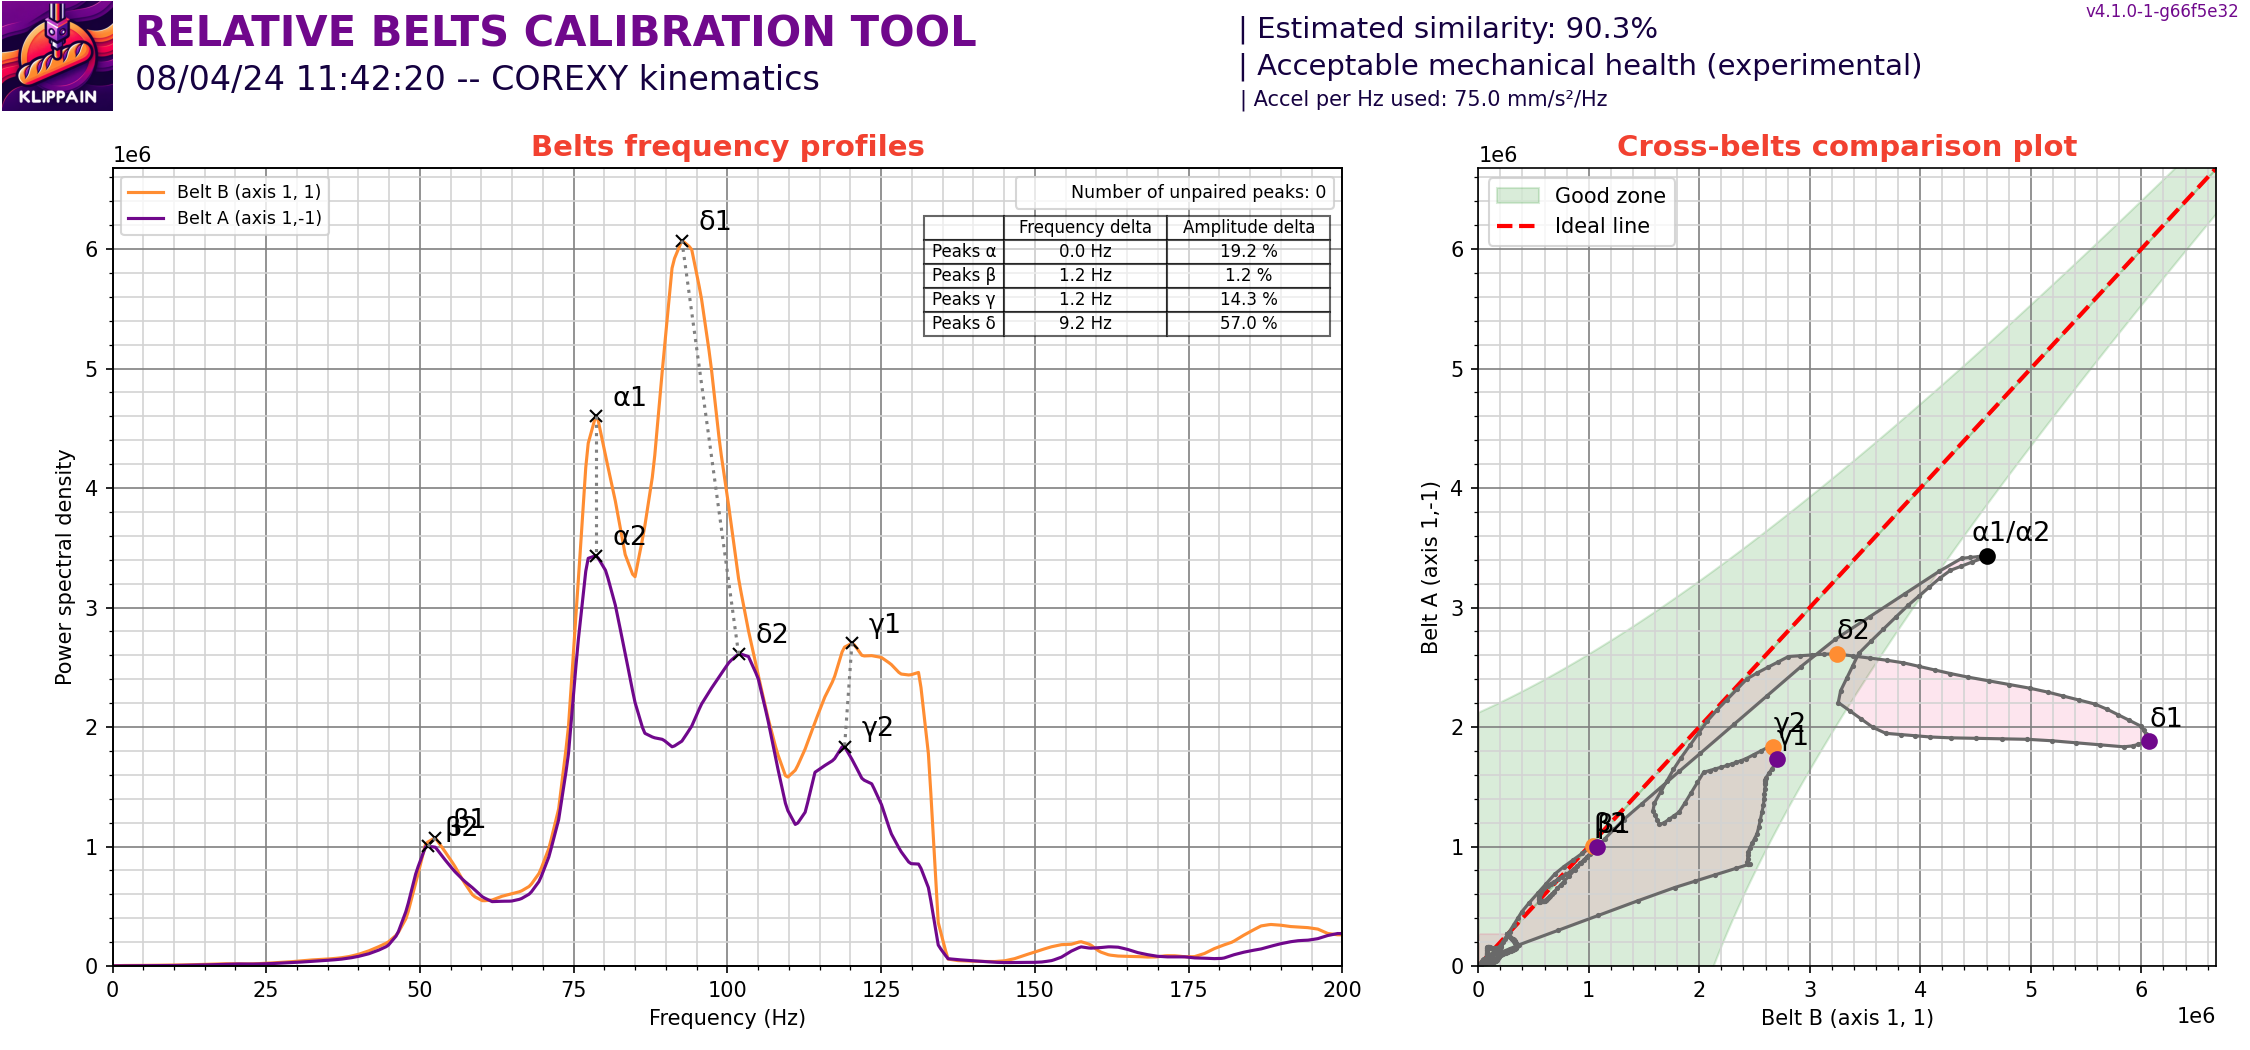 KLIPPAIN
RELATIVE BELTS CALIBRATION TOOL
08/04/24 11:42:20 -- COREXY kinematics
| Estimated similarity: 90.3%
| Acceptable mechanical health (experimental)
| Accel per Hz used: 75.0 mm/s²/Hz
v4.1.0-1-g66f5e32
Belts frequency profiles
1e6
Belt B (axis 1, 1)
Belt A (axis 1,-1)
Number of unpaired peaks: 0
Frequency delta Amplitude delta
Peaks α 0.0 Hz 19.2 %
Peaks β 1.2 Hz 1.2 %
Peaks γ 1.2 Hz 14.3 %
Peaks δ 9.2 Hz 57.0 %
δ1
α1
α2
δ2
γ1
γ2
β1
β2
6
5
4
3
2
1
0
Power spectral density
0 25 50 75 100 125 150 175 200
Frequency (Hz)
Cross-belts comparison plot
1e6
Good zone
Ideal line
α1/α2
δ2
δ1
γ2
γ1
β2
β1
6
5
4
3
2
1
0
Belt A (axis 1,-1)
0 1 2 3 4 5 6
Belt B (axis 1, 1)
1e6